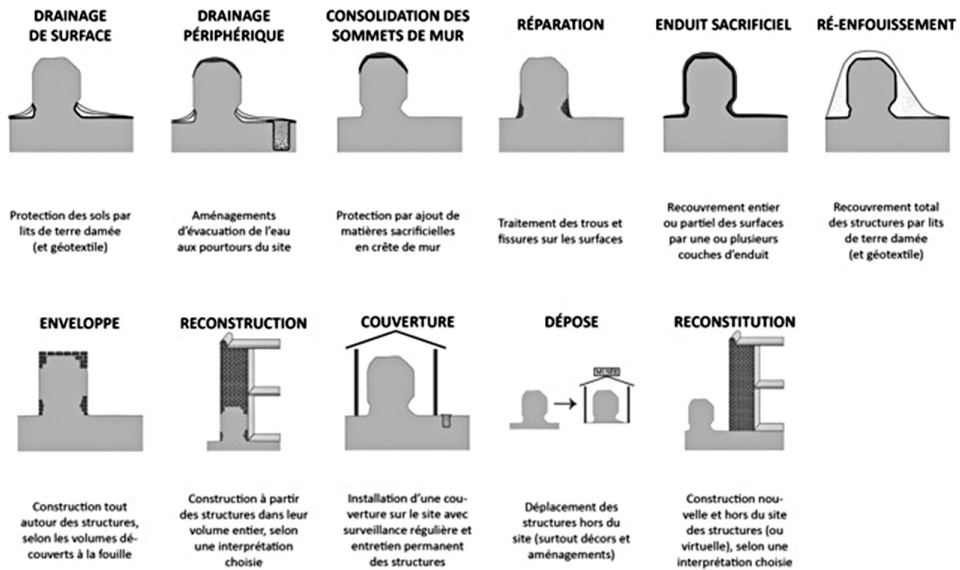 DRAINAGE
DE SURFACE
Protection des sols par
lits de terre damée
(et géotextile)
DRAINAGE
PÉRIPHÉRIQUE
Aménagements
d'évacuation de l'eau
aux pourtours du site
CONSOLIDATION DES
SOMMETS DE MUR
Protection par ajout de
matières sacrificielles
en crête de mur
RÉPARATION
Traitement des trous et
fissures sur les surfaces
ENDUIT SACRIFICIEL
Recouvrement entier
ou partiel des surfaces
par une ou plusieurs
couches d'enduit
RÉ-ENFOUISSEMENT
Recouvrement total
des structures par lits
de terre damée
(et géotextile)
ENVELOPPE
Construction tout
autour des structures,
selon les volumes dé-
couverts à la fouille
RECONSTRUCTION
Construction à partir
des structures dans leur
volume entier, selon
une interprétation
choisie
COUVERTURE
Installation d'une cou-
verture sur le site avec
surveillance régulière et
entretien permanent
des structures
DÉPOSE
MUSEE
Déplacement des
structures hors du
site (surtout décors et
aménagements)
RECONSTITUTION
Construction nou-
velle et hors du site
des structures (ou
virtuelle), selon une
interprétation choisie